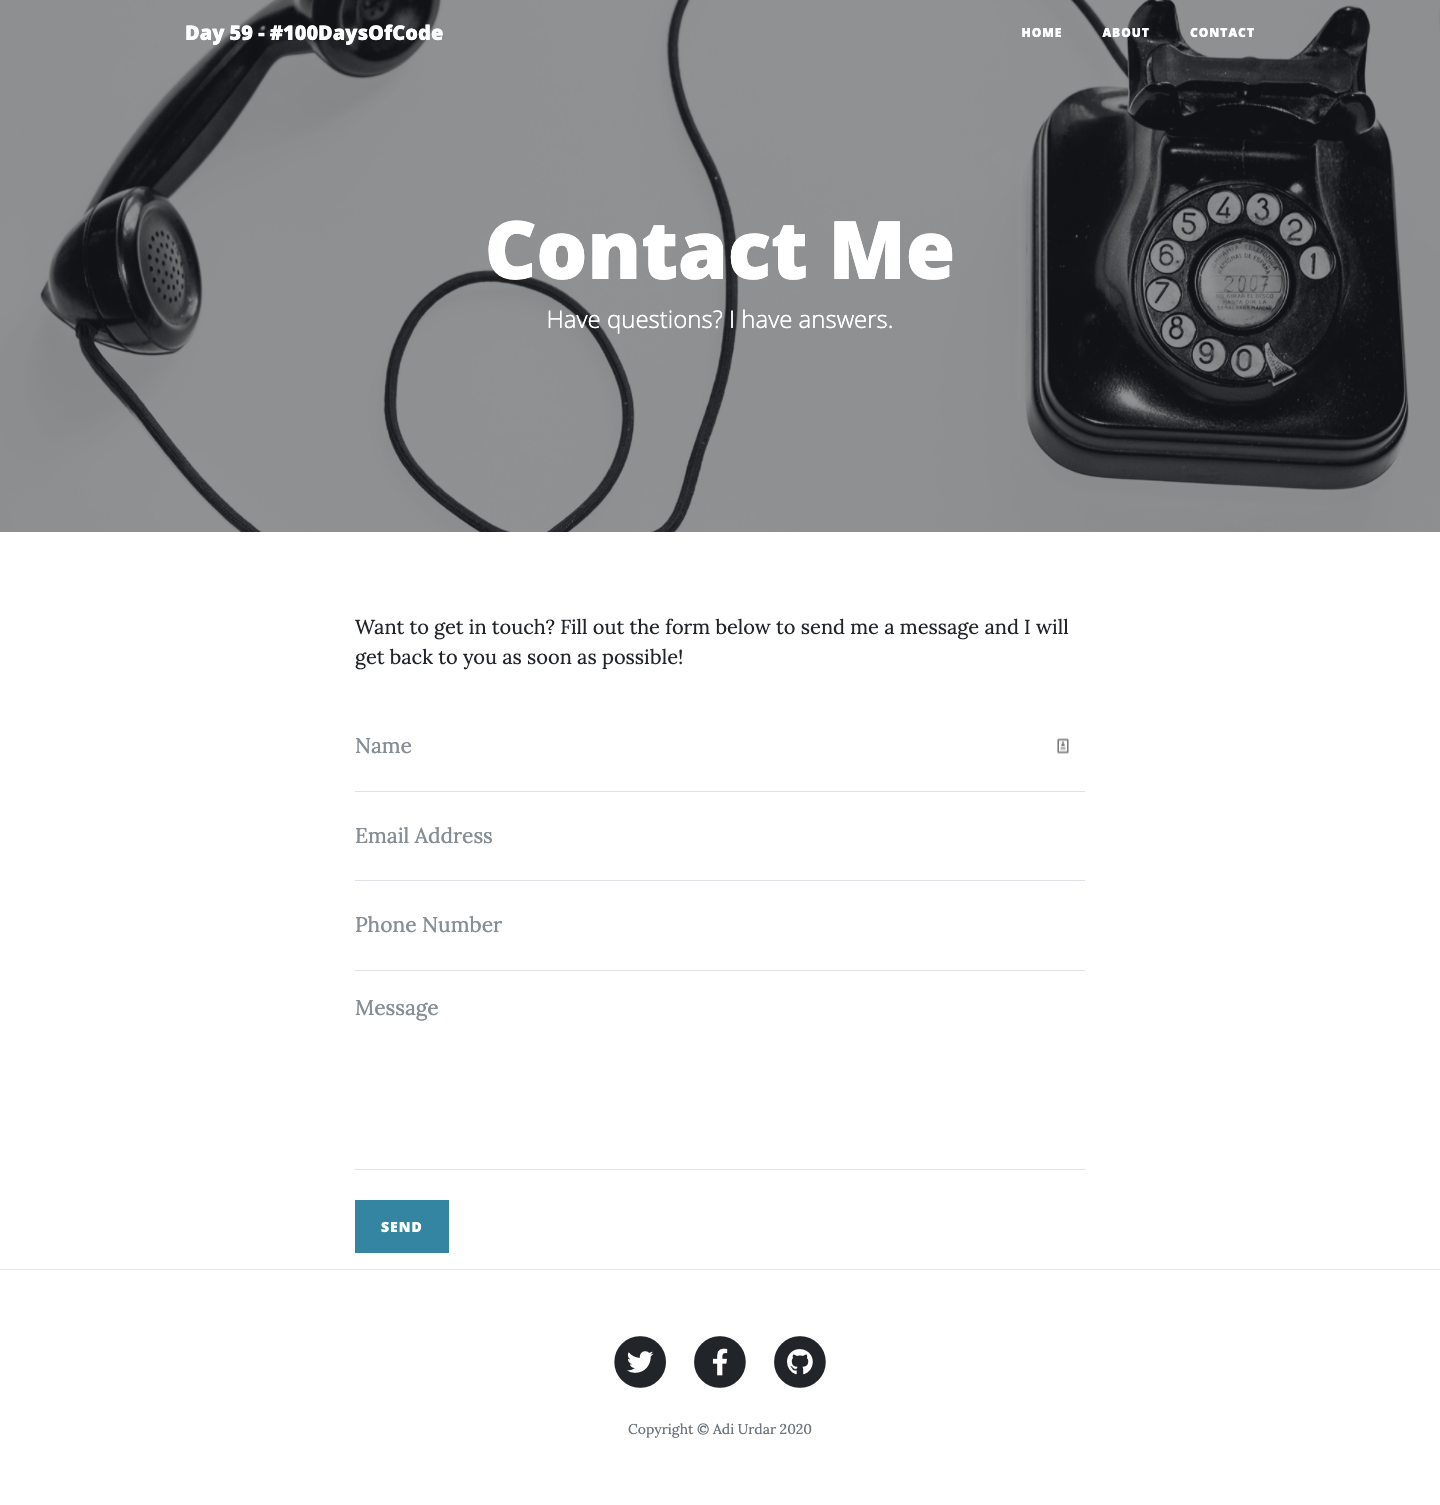 Day 59 - #100DaysOfCode
HOME ABOUT CONTACT
5 4 3 2 1
6
7
8
9 0
2007
Contact Me
Have questions? I have answers.
Want to get in touch? Fill out the form below to send me a message and I will
get back to you as soon as possible!
Name
Email Address
Phone Number
Message
SEND
Copyright © Adi Urdar 2020